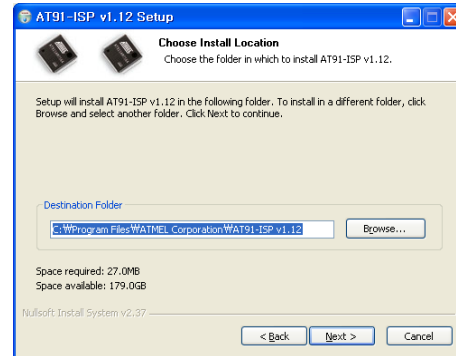 AT91-ISP v1.12 Setup
Choose Install Location
Choose the folder in which to install AT91-ISP v1.12.
Setup will install AT91-ISP v1.12 in the following folder. To install in a different folder, click
Browse and select another folder. Click Next to continue.
Destination Folder
C:₩Program Files₩ATMEL Corporation₩AT91-ISP v1.12
Browse...
Space required: 27.0MB
Space available: 179.0GB
Nullsoft Install System v2.37
< Back
Next >
Cancel